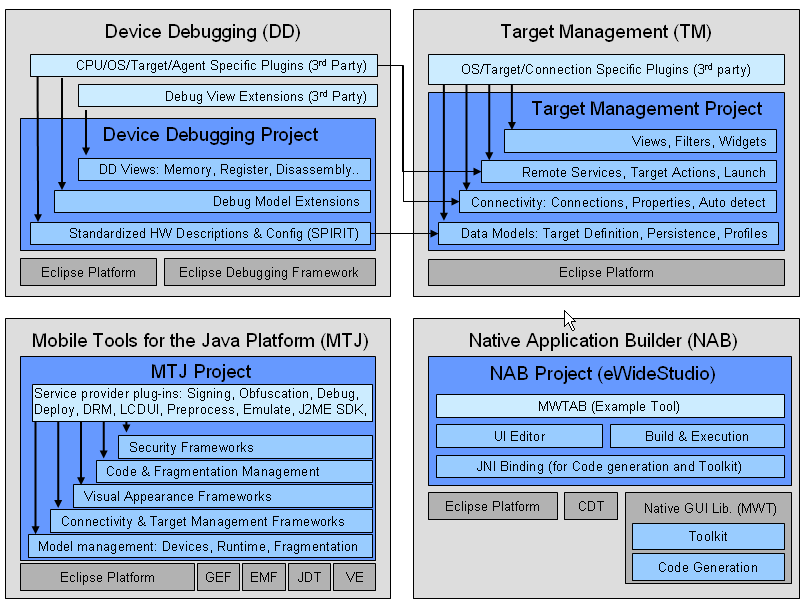 Device Debugging (DD)
CPU/OS/Target/Agent Specific Plugins (3rd Party)
Debug View Extensions (3rd Party)
Device Debugging Project
DD Views: Memory, Register, Disassembly..
Debug Model Extensions
Standardized HW Descriptions & Config (SPIRIT)
Eclipse Platform
Eclipse Debugging Framework
Target Management (TM)
OS/Target/Connection Specific Plugins (3rd party)
Target Management Project
Views, Filters, Widgets
Remote Services, Target Actions, Launch
Connectivity: Connections, Properties, Auto detect
Data Models: Target Definition, Persistence, Profiles
Eclipse Platform
Mobile Tools for the Java Platform (MTJ)
MTJ Project
Service provider plug-ins: Signing, Obfuscation, Debug,
Deploy, DRM, LCDUI, Preprocess, Emulate, J2ME SDK,
Security Frameworks
Code & Fragmentation Management
Visual Appearance Frameworks
Connectivity & Target Management Frameworks
Model management: Devices, Runtime, Fragmentation
Eclipse Platform
GEF
EMF
JDT
VE
Native Application Builder (NAB)
NAB Project (eWideStudio)
MWTAB (Example Tool)
UI Editor
Build & Execution
JNI Binding (for Code generation and Toolkit)
Eclipse Platform
CDT
Native GUI Lib. (MWT)
Toolkit
Code Generation